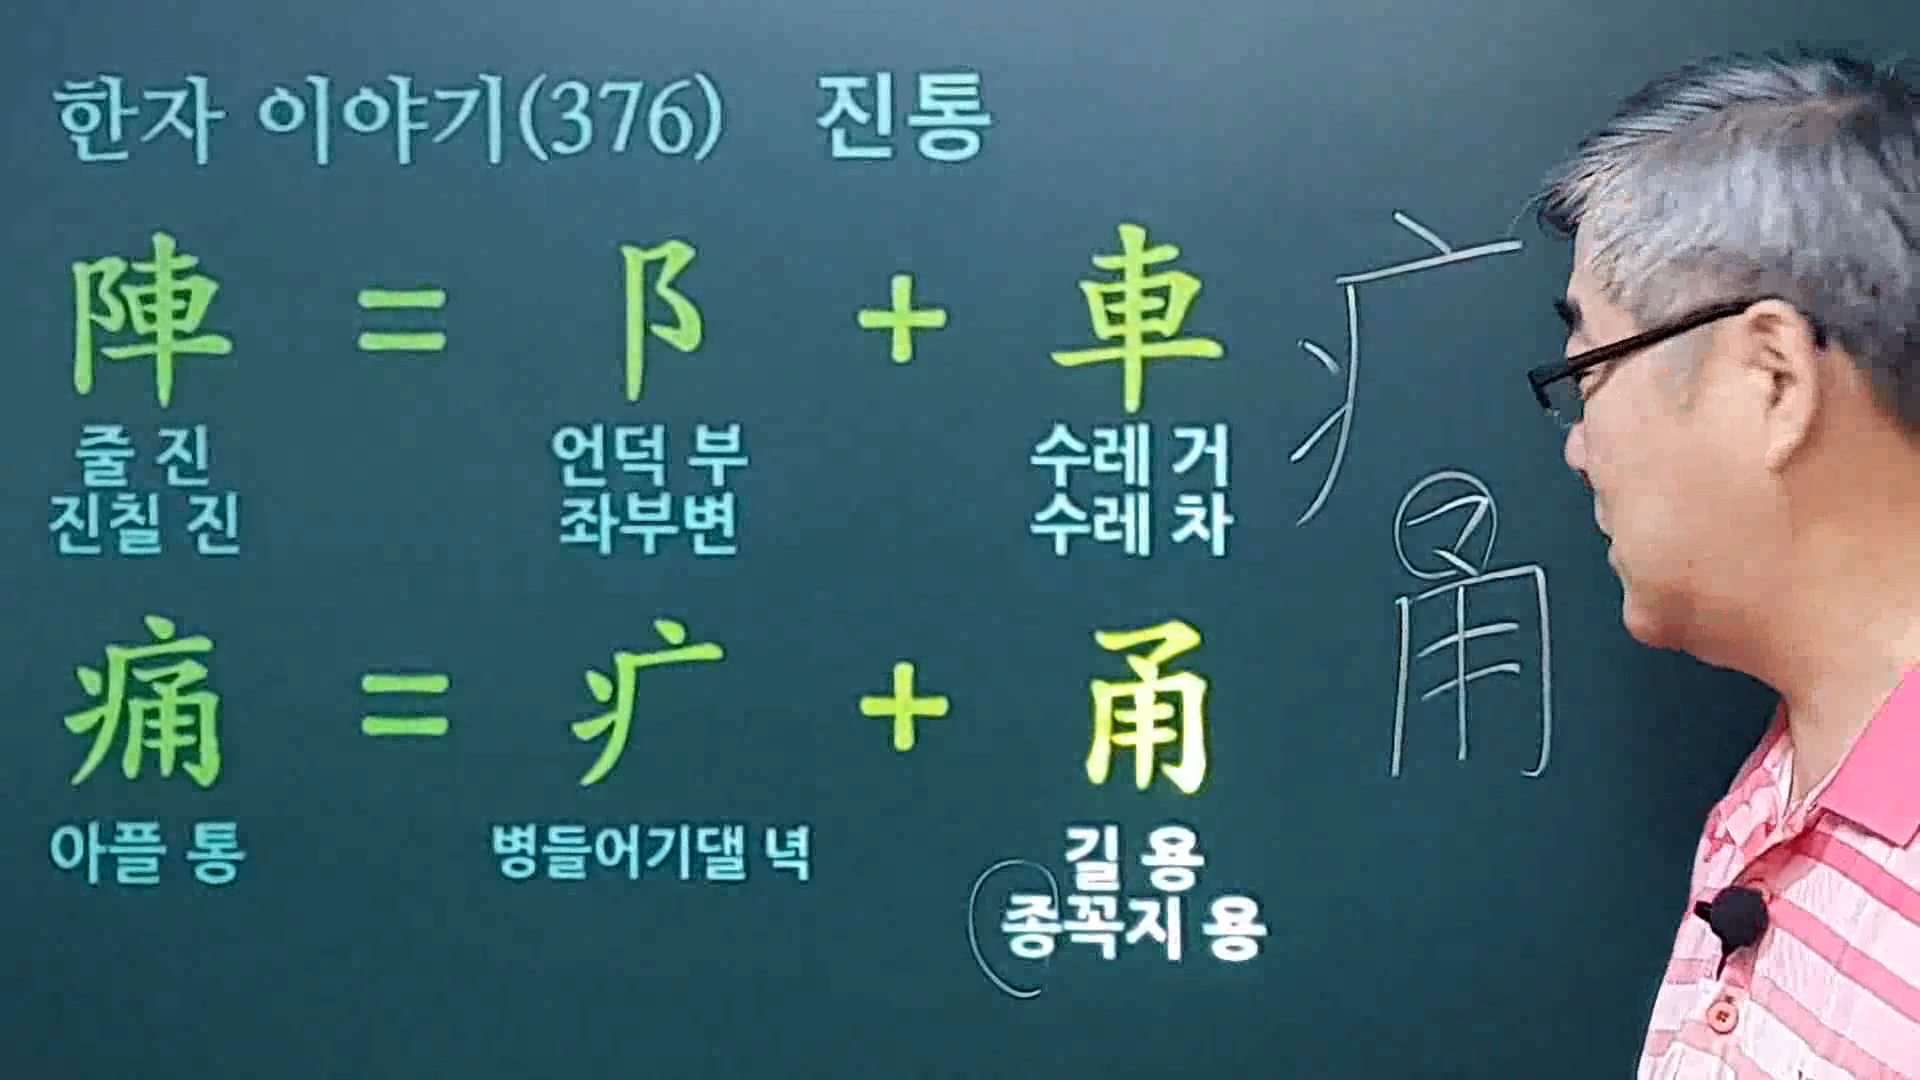 한자 이야기(376) 진통
陣 = 阝 + 車
줄 진 언덕 부 수레 거
진칠 진 좌부변 수레 차
痛 = 疒 + 甬
아플 통 병들어기댈 녁 길 용
종꼭지 용
疒
甬